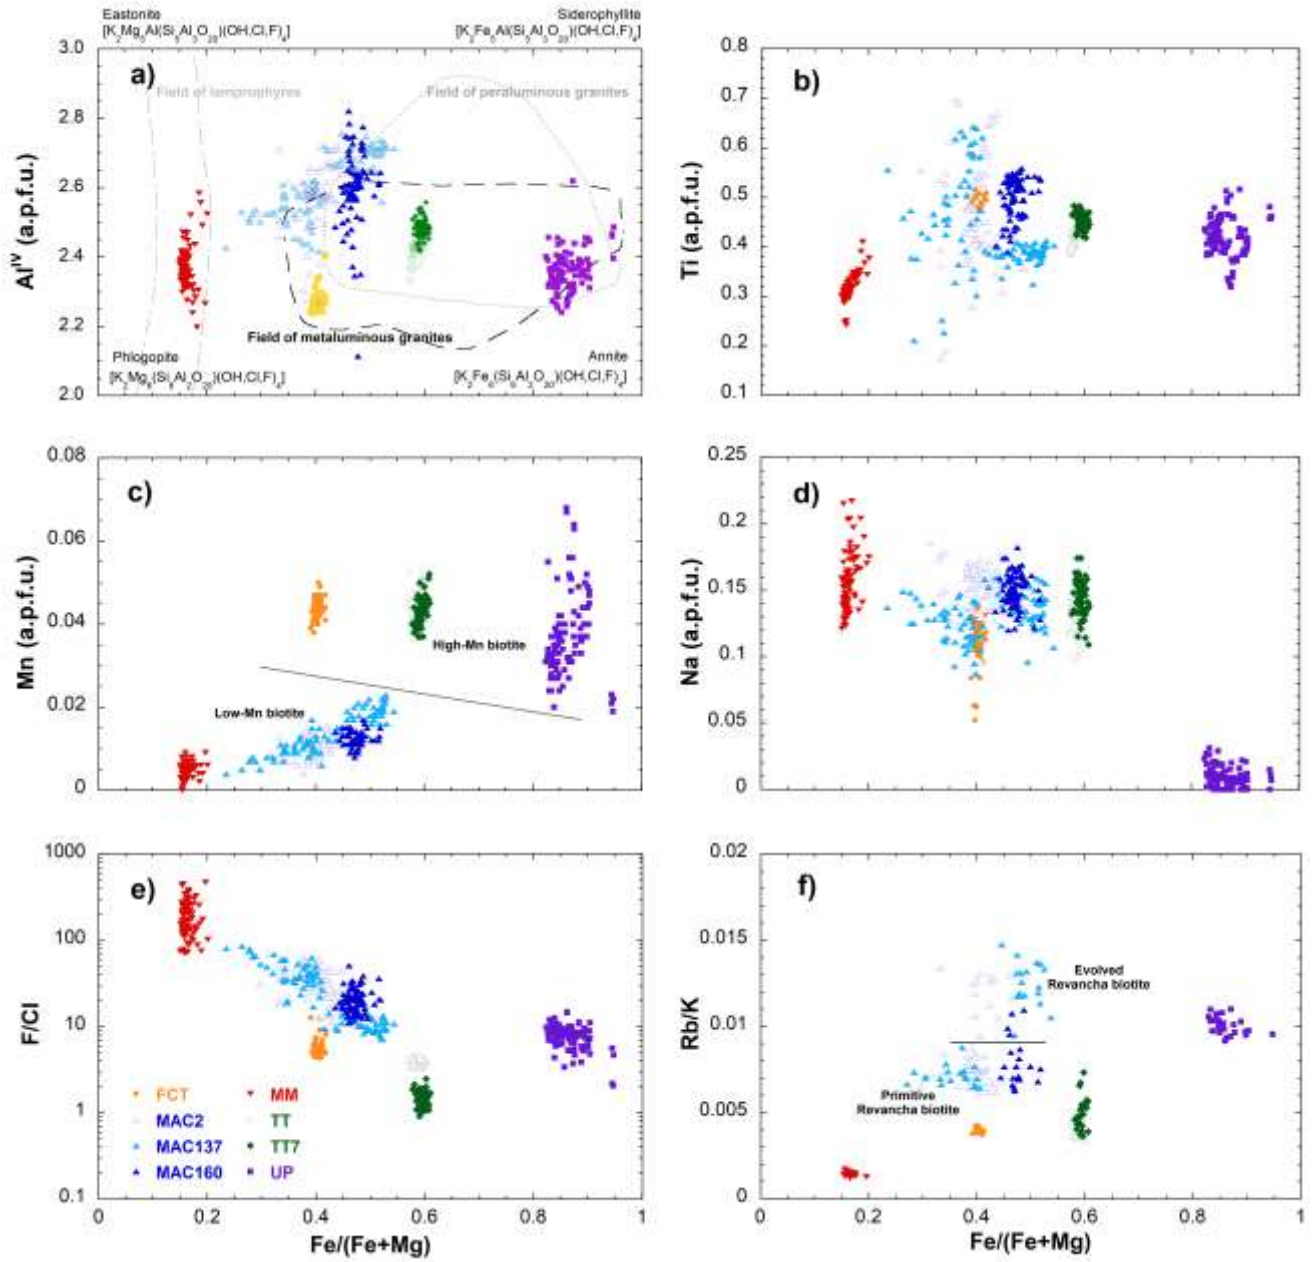 Eastonite
[K2Mg5Al(Si5Al3O20)(OH,Cl,F)4]
Siderophyllite
[K2Fe5Al(Si5Al3O20)(OH,Cl,F)4]
a)
Field of lamprophyres
Field of peraluminous granites
Field of metaluminous granites
Phlogopite
[K2Mg6(Si6Al2O20)(OH,Cl,F)4]
Annite
AlIV (a.p.f.u.)
3.0
2.8
2.6
2.4
2.2
2.0
b)
Ti (a.p.f.u.)
0.8
0.7
0.6
0.5
0.4
0.3
0.2
0.1
c)
Mn (a.p.f.u.)
0.08
0.06
0.04
0.02
0
High-Mn biotite
Low-Mn biotite
d)
Na (a.p.f.u.)
0.25
0.2
0.15
0.1
0.05
0
e)
F/Cl
1000
100
10
1
0.1
FCT
MM
MAC2
TT
MAC137
TT7
MAC160
UP
0
0.2
0.4
0.6
0.8
1
Fe/(Fe+Mg)
f)
Rb/K
0.02
0.015
0.01
0.005
0
Evolved
Revancha biotite
Primitive
Revancha biotite
0
0.2
0.4
0.6
0.8
1
Fe/(Fe+Mg)